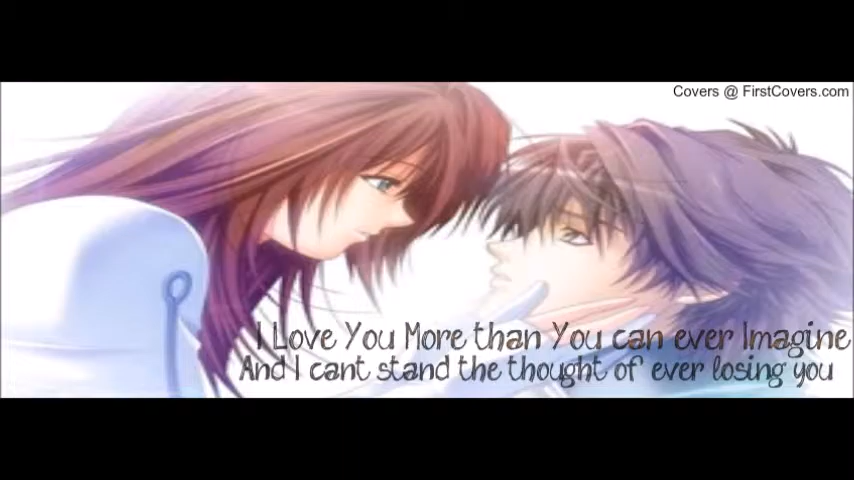 Covers @ FirstCovers.com
I Love You More than You can ever Imagine
And I cant stand the thought of ever losing you